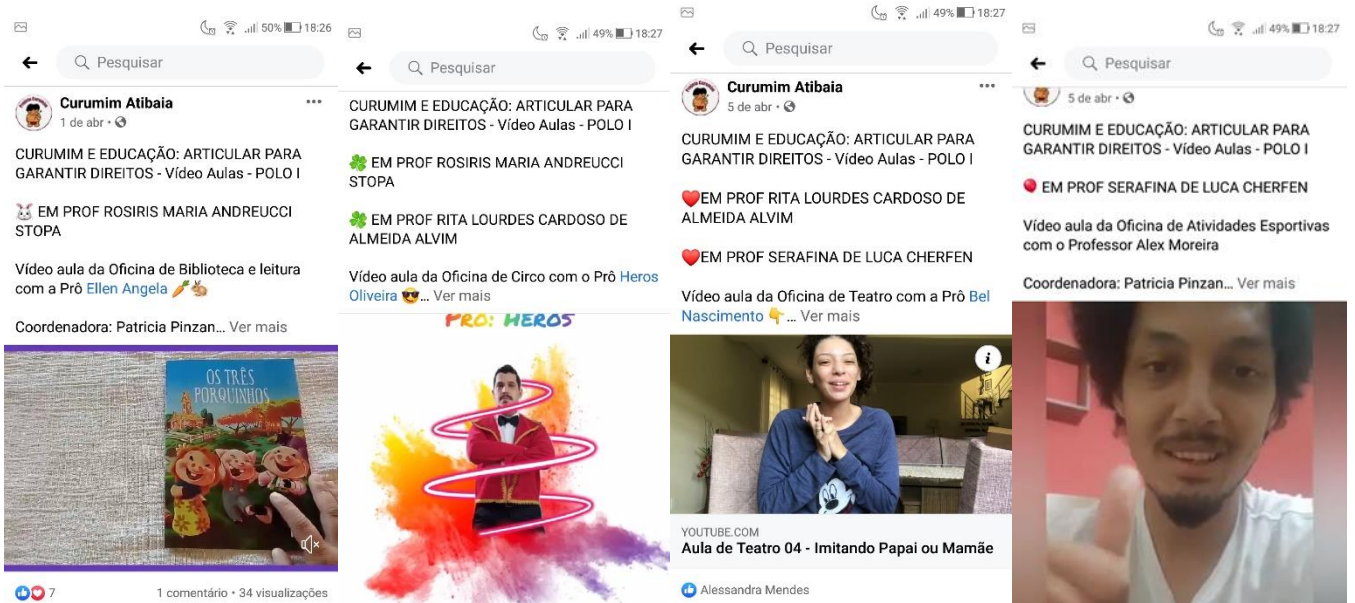 50% 18:26
Pesquisar
Curumim Atibaia
1 de abr
CURUMIM E EDUCAÇÃO: ARTICULAR PARA
GARANTIR DIREITOS - Vídeo Aulas - POLO I
🐰 EM PROF ROSIRIS MARIA ANDREUCCI
STOPA
Vídeo aula da Oficina de Biblioteca e leitura
com a Prô Ellen Angela 🥕🐇
Coordenadora: Patricia Pinzan... Ver mais
OS TRÊS
PORQUINHOS
7
1 comentário • 34 visualizações
49% 18:27
Pesquisar
CURUMIM E EDUCAÇÃO: ARTICULAR PARA
GARANTIR DIREITOS - Vídeo Aulas - POLO I
🍀 EM PROF ROSIRIS MARIA ANDREUCCI
STOPA
🍀 EM PROF RITA LOURDES CARDOSO DE
ALMEIDA ALVIM
Vídeo aula da Oficina de Circo com o Prô Heros
Oliveira 😎... Ver mais
PRO: HEROS
49% 18:27
Pesquisar
Curumim Atibaia
5 de abr
CURUMIM E EDUCAÇÃO: ARTICULAR PARA
GARANTIR DIREITOS - Vídeo Aulas - POLO I
❤️EM PROF RITA LOURDES CARDOSO DE
ALMEIDA ALVIM
❤️EM PROF SERAFINA DE LUCA CHERFEN
Vídeo aula da Oficina de Teatro com a Prô Bel
Nascimento 👇... Ver mais
YOUTUBE.COM
Aula de Teatro 04 - Imitando Papai ou Mamãe
Alessandra Mendes
49% 18:27
Pesquisar
5 de abr
CURUMIM E EDUCAÇÃO: ARTICULAR PARA
GARANTIR DIREITOS - Vídeo Aulas - POLO I
🎈 EM PROF SERAFINA DE LUCA CHERFEN
Vídeo aula da Oficina de Atividades Esportivas
com o Professor Alex Moreira
Coordenadora: Patricia Pinzan... Ver mais